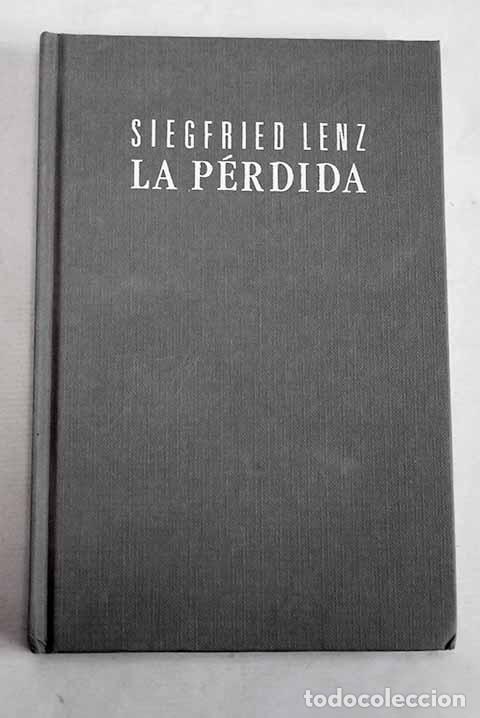 SIEGFRIED LENZ
LA PÉRDIDA
todocoleccion